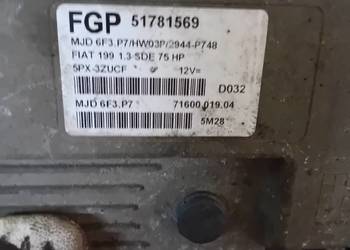 FGP 51781569
MJD 6F3.P7/HW03P/2944-P748
FIAT 199 1.3 SDE 75 HP
5PX-3ZUCF 12V=
D032
MJD 6F3.P7 71600.019.04
5M28